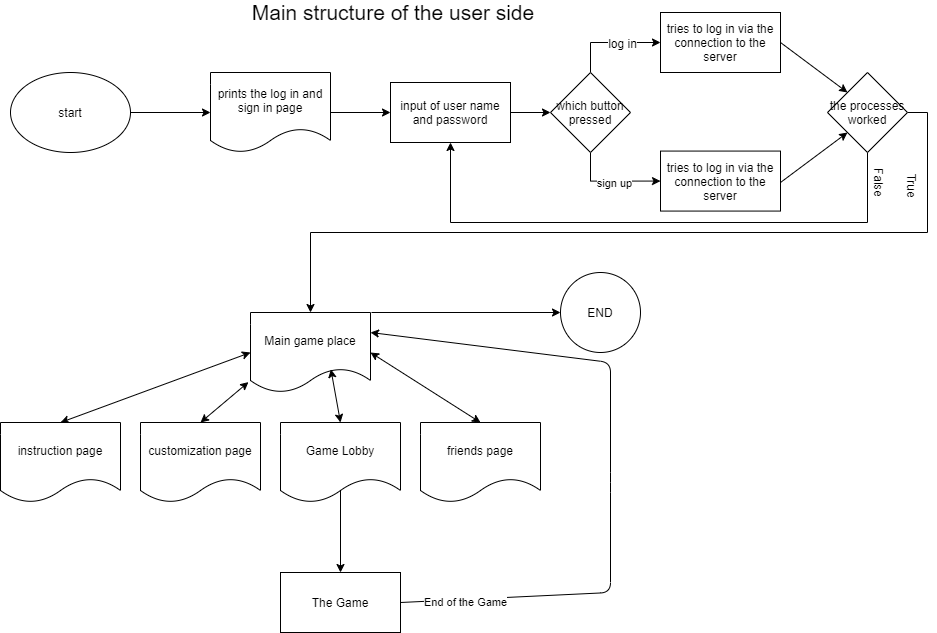 Main structure of the user side
start
prints the log in and
sign in page
input of user name
and password
which button
pressed
log in
tries to log in via the
connection to the
server
sign up
tries to log in via the
connection to the
server
the processes
worked
False
True
Main game place
END
instruction page
customization page
Game Lobby
friends page
The Game
End of the Game